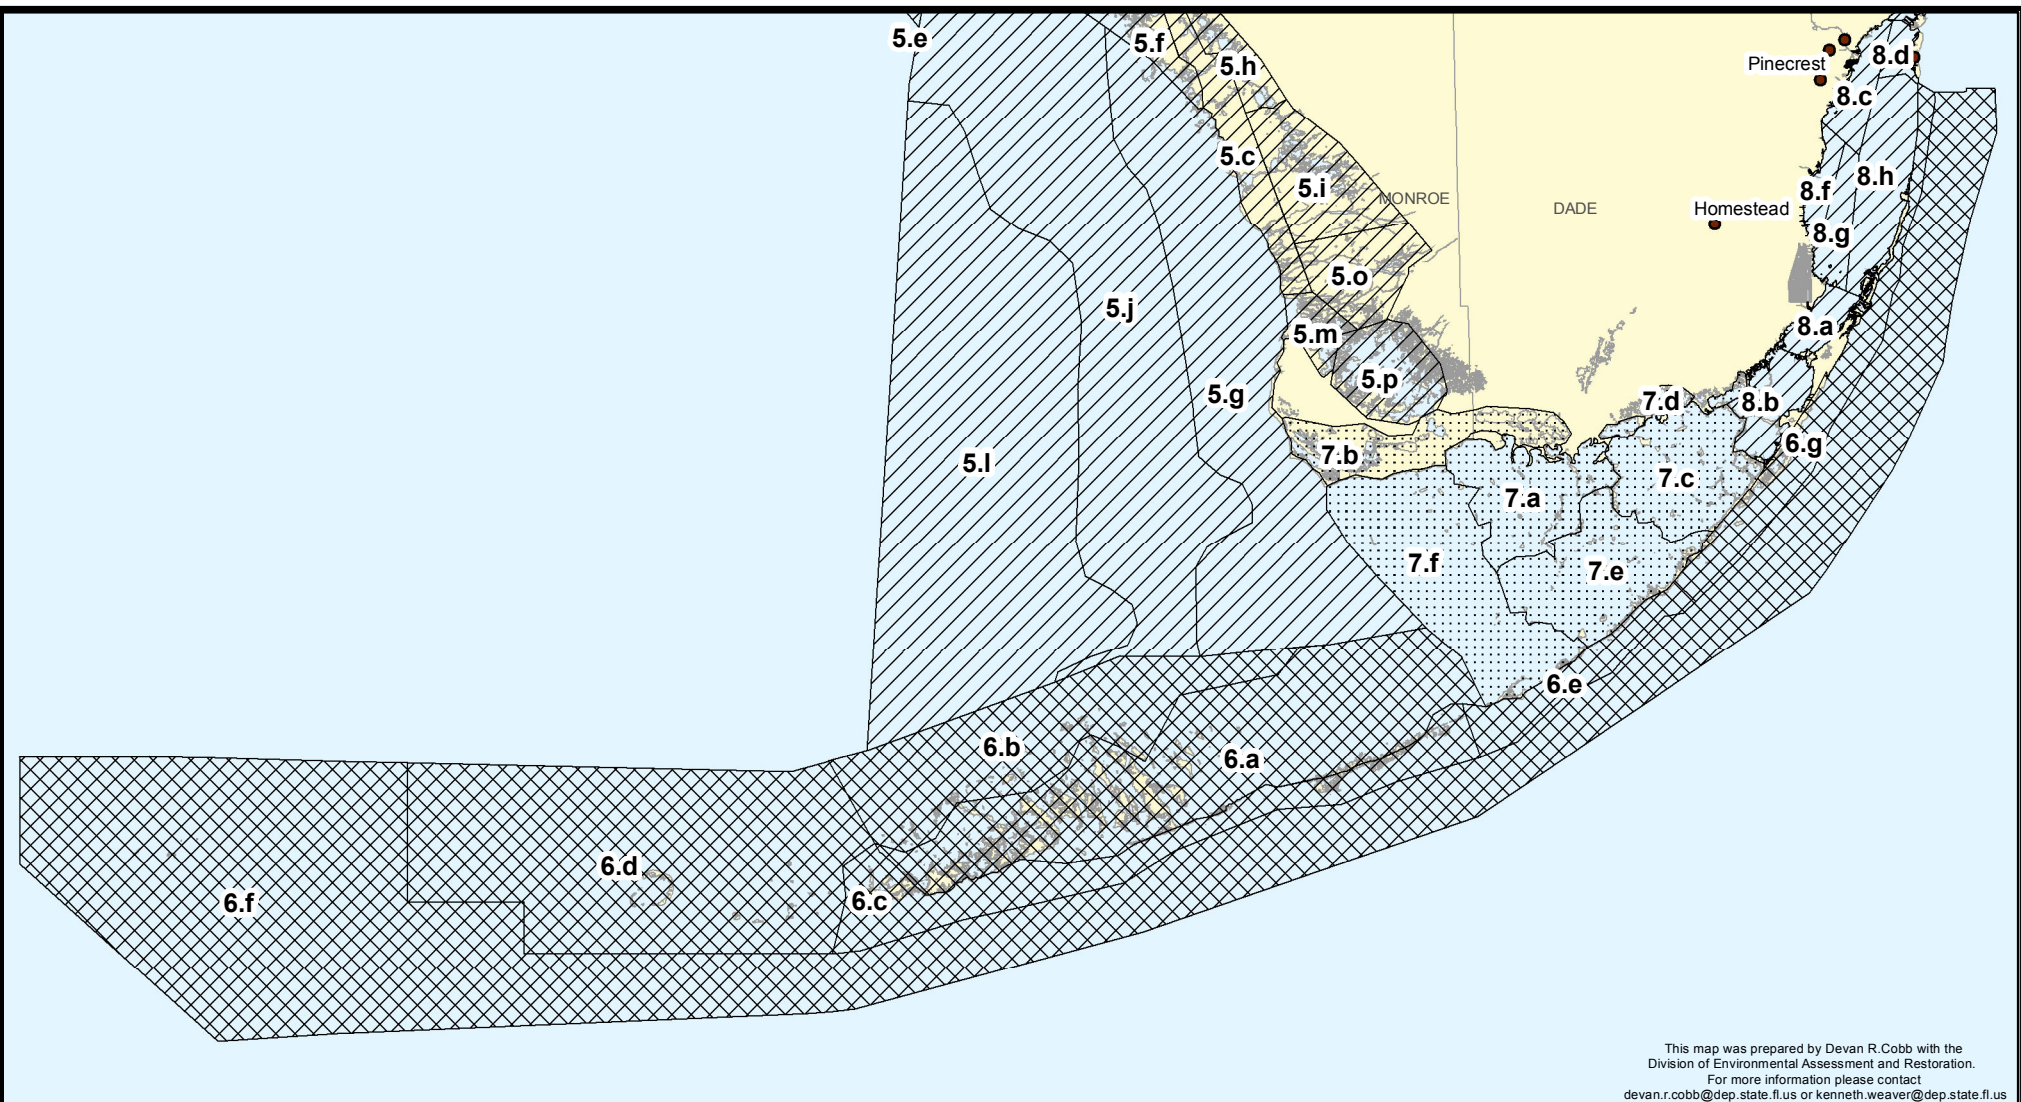 5.e
5.f
8.d
5.h
Pinecrest
8.c
5.c
8.h
5.i
8.f
MONROE
DADE
Homestead
8.g
5.o
5.j
8.a
5.m
5.p
5.g
7.d
8.b
6.g
7.b
5.l
7.c
7.a
7.f
7.e
6.e
6.b
6.a
6.d
6.c
6.f
This map was prepared by Devan R.Cobb with the
Division of Environmental Assessment and Restoration.
For more information please contact
devan.r.cobb@dep.state.fl.us or kenneth.weaver@dep.state.fl.us